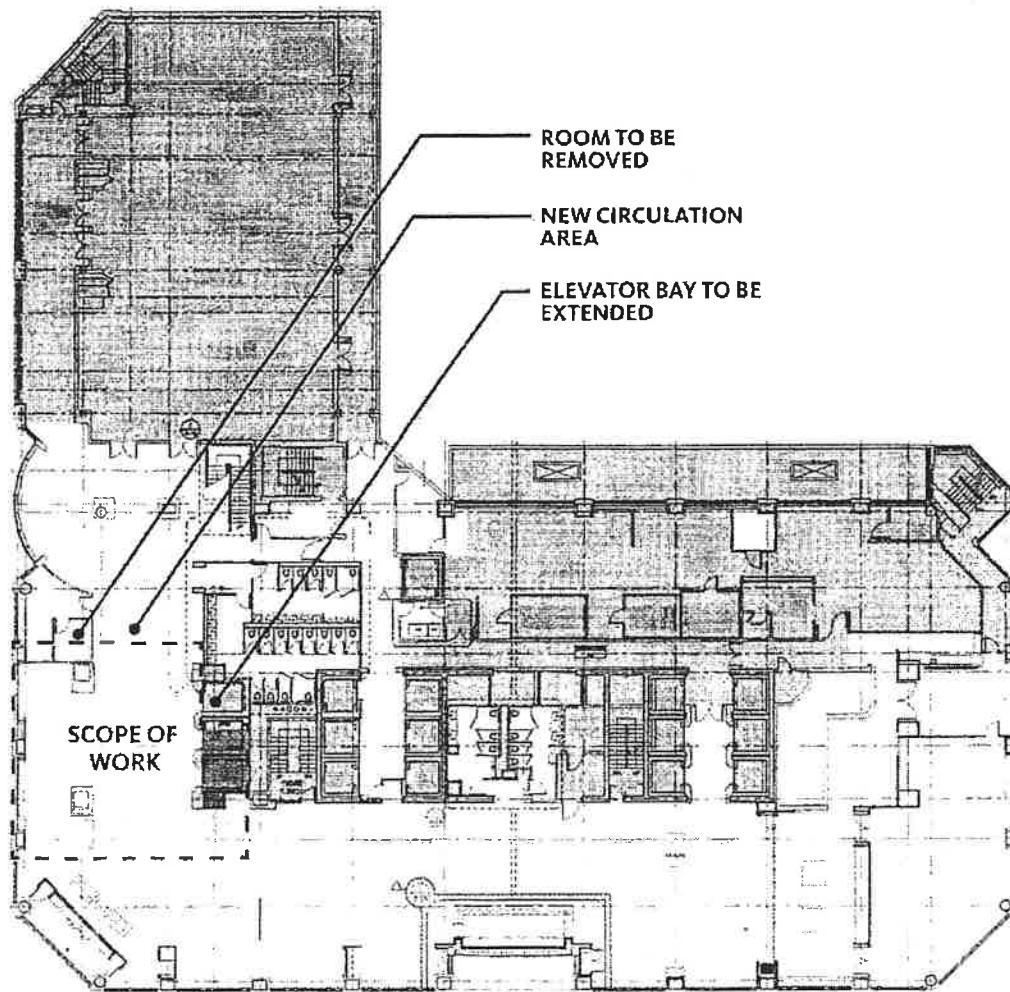 ROOM TO BE
REMOVED
NEW CIRCULATION
AREA
ELEVATOR BAY TO BE
EXTENDED
SCOPE OF
WORK